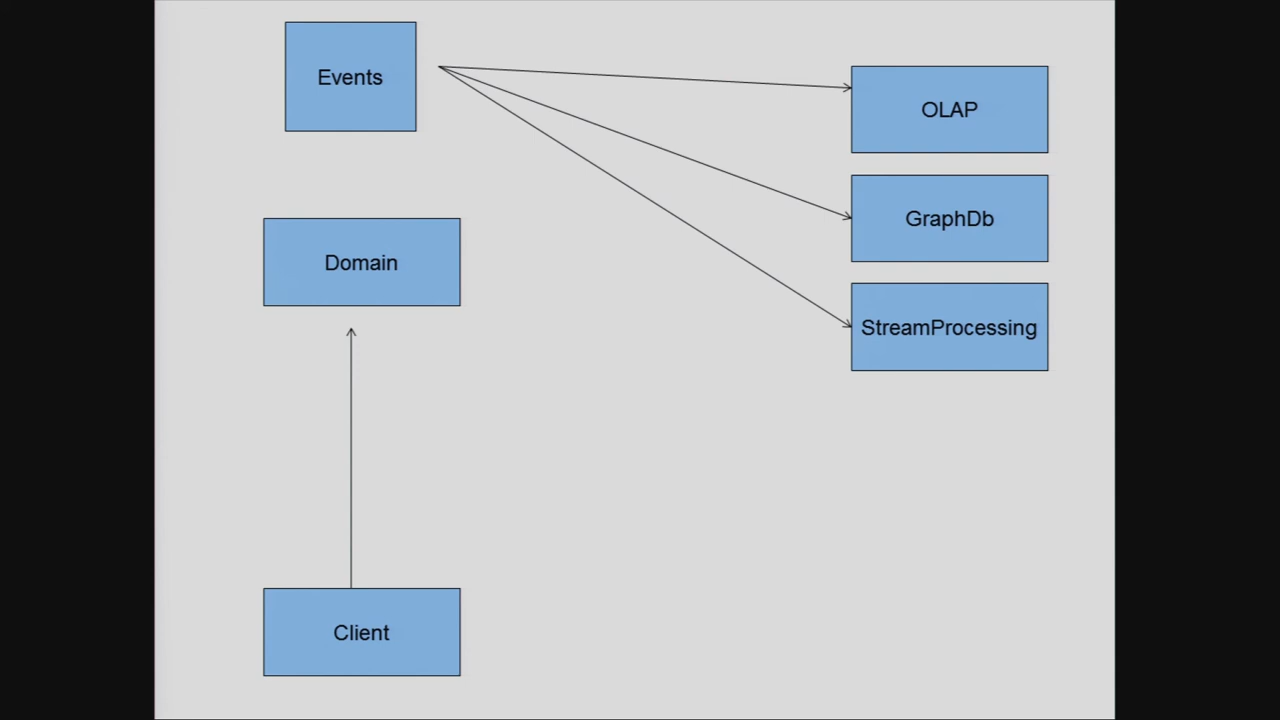 Events
OLAP
GraphDb
Domain
StreamProcessing
Client